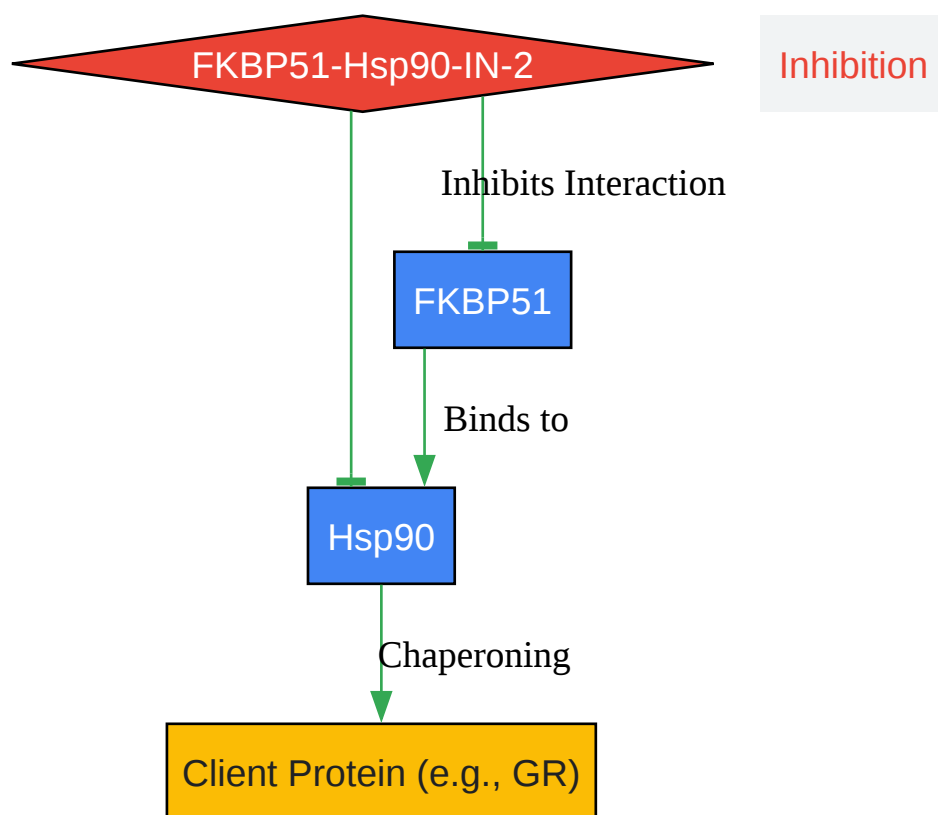 FKBP51-Hsp90-IN-2
Inhibition
Inhibits Interaction
FKBP51
Binds to
Hsp90
Chaperoning
Client Protein (e.g., GR)